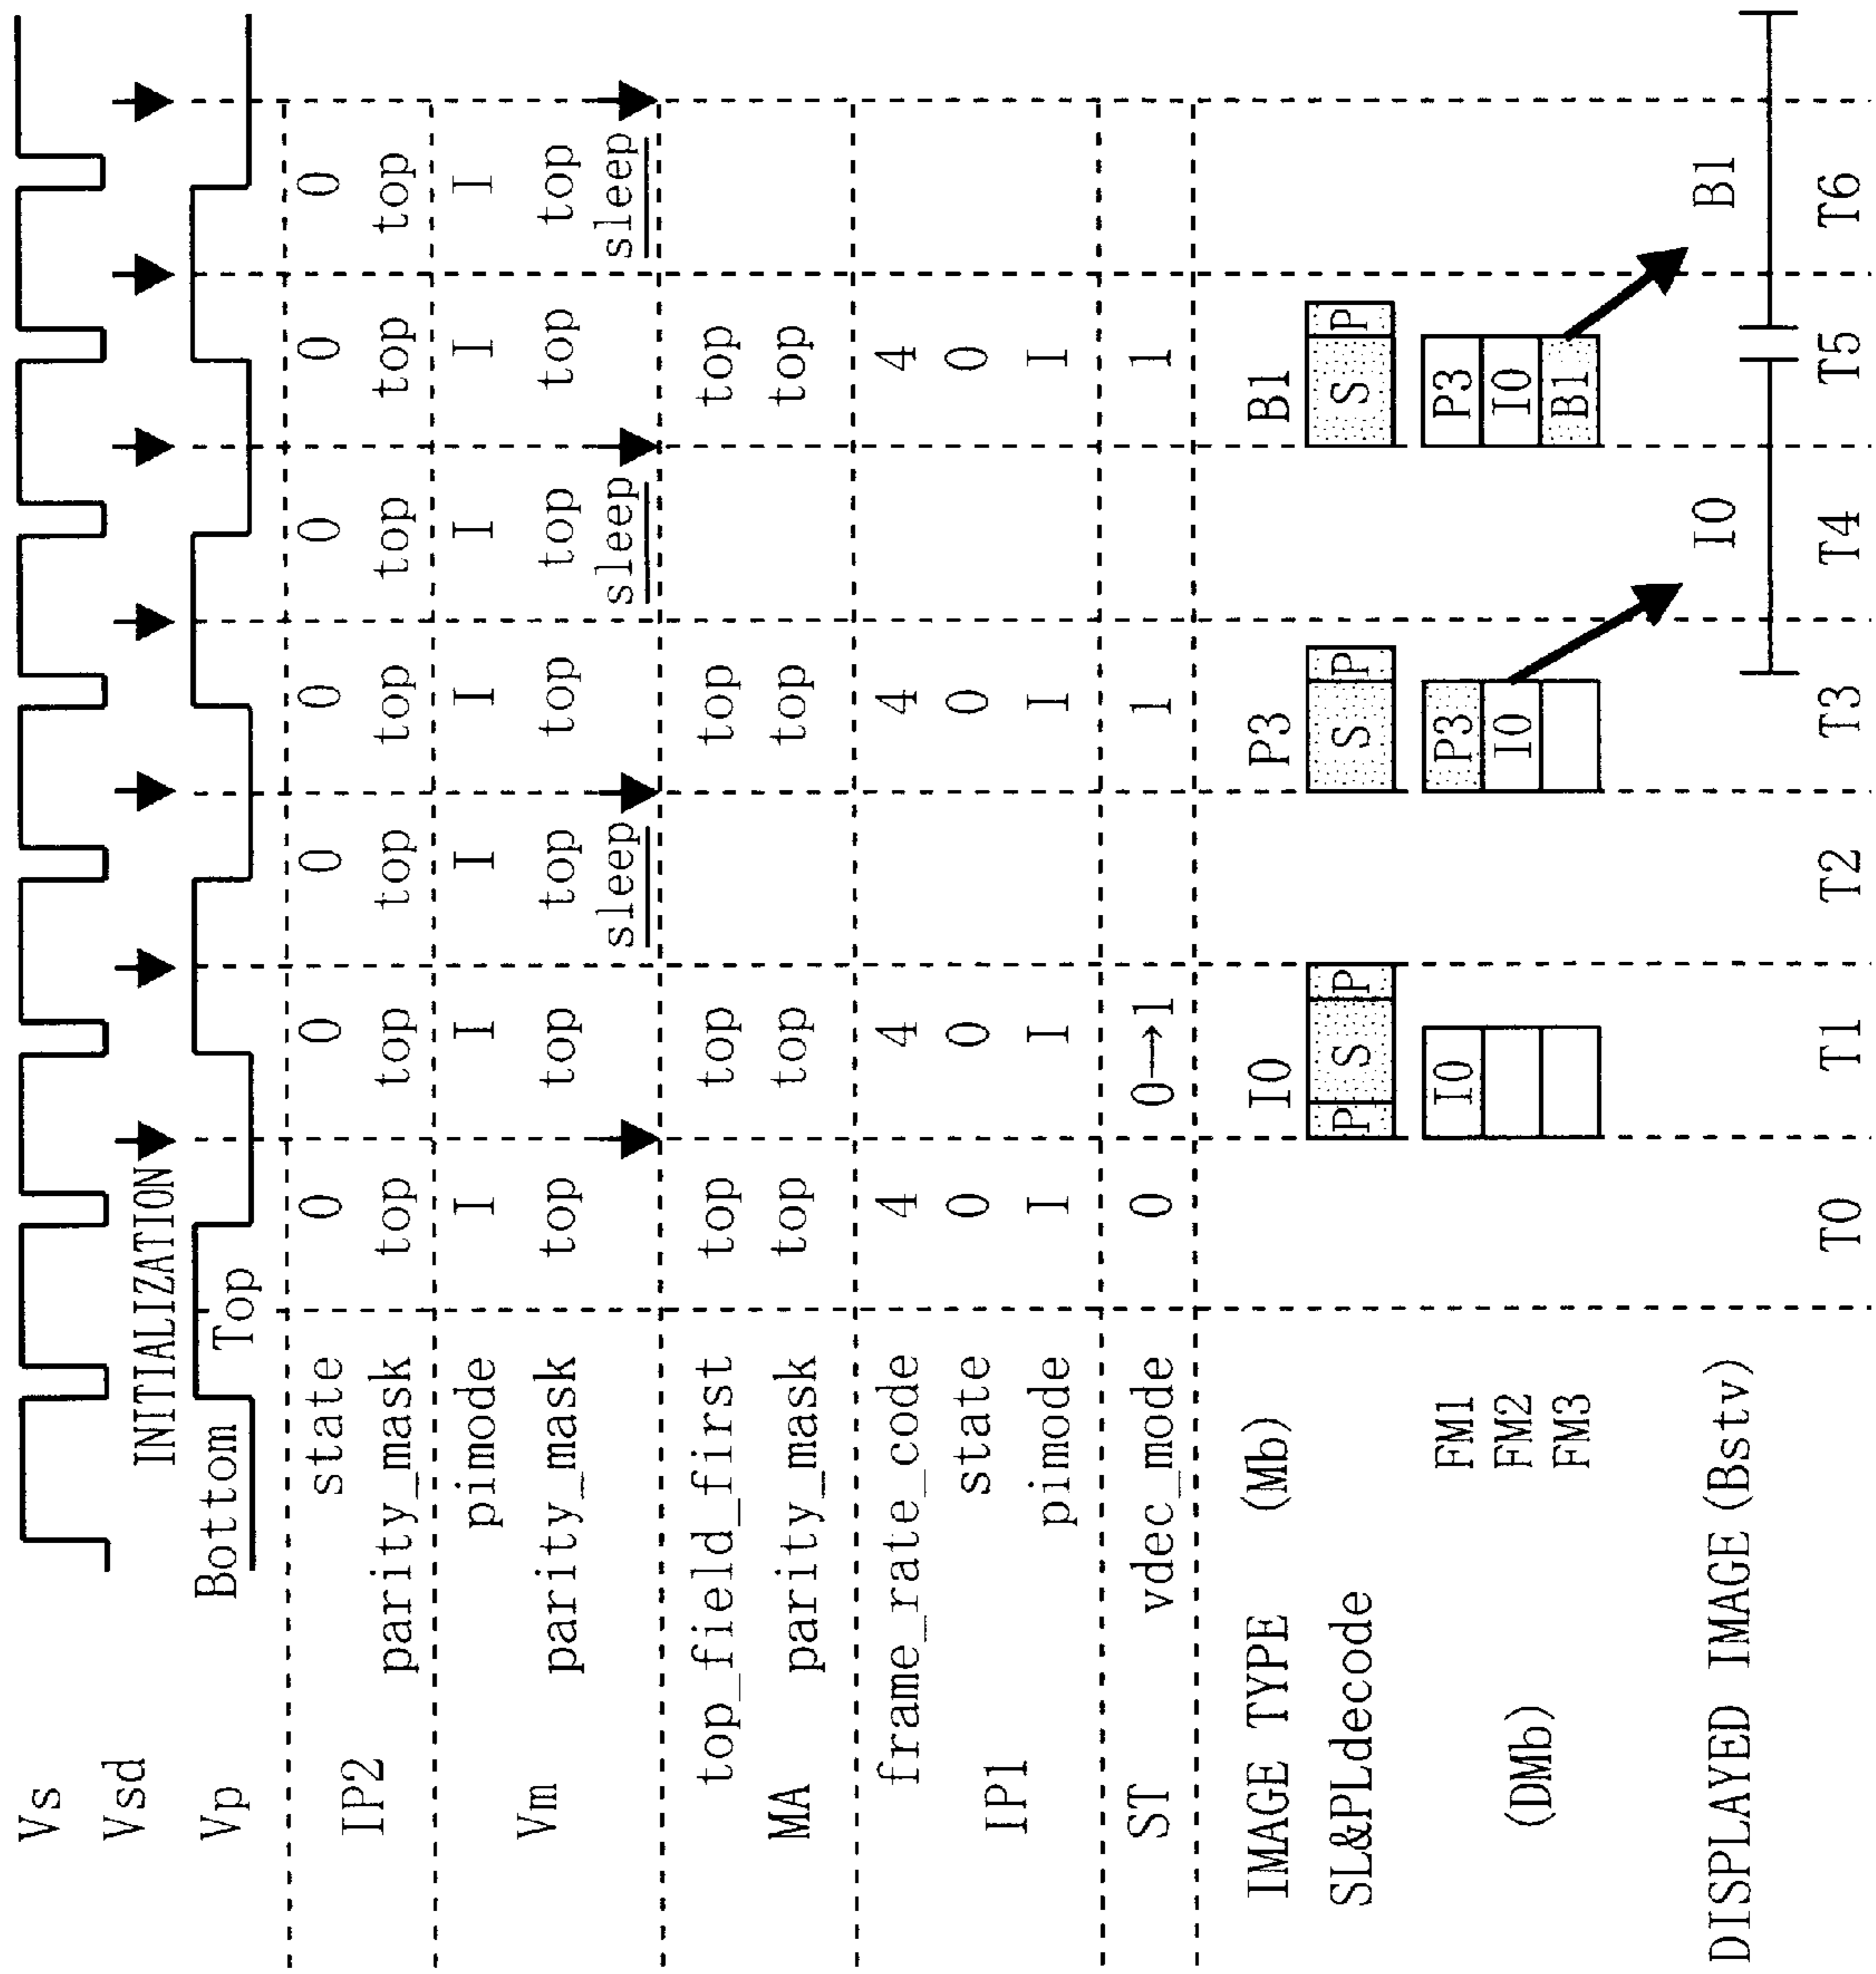 Vs
Vsd INITIALIZATION
Vp Bottom Top
IP2 state 0 0 0 0 0 0 0
parity_mask top top top top top top top
Vm pimode I I I I I I I
parity_mask top top top top top top top
sleep sleep sleep
MA top_field_first top top top top
parity_mask top top top top
IP1 frame_rate_code 4 4 4 4
state 0 0 0 0
pimode I I I I
ST vdec_mode 0 0→1 1 1
IMAGE TYPE (Mb) I0 P3 B1
SL&PLdecode P S P S P S P
(DMb) FM1 I0 P3 P3
FM2 I0 I0
FM3 B1
DISPLAYED IMAGE (Bstv) I0 B1
T0 T1 T2 T3 T4 T5 T6